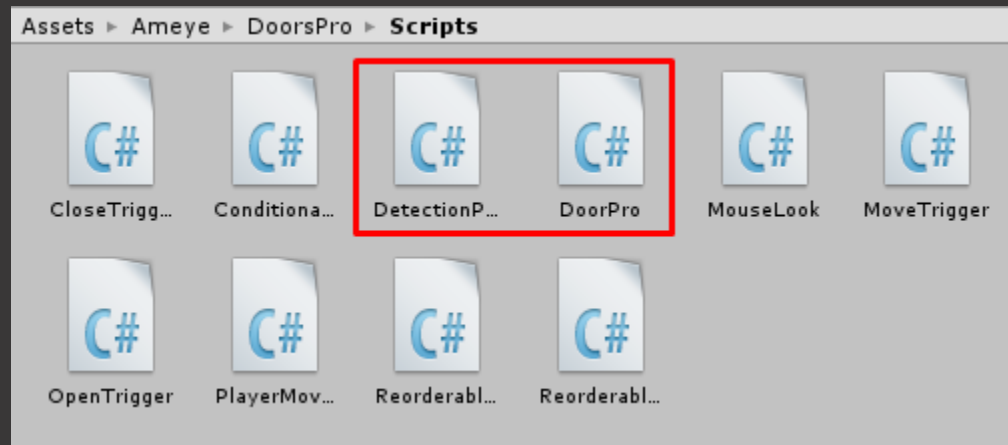 Assets ▸ Ameye ▸ DoorsPro ▸ Scripts
C# C# C# C# C# C#
CloseTrigg... Conditiona... DetectionP... DoorPro MouseLook MoveTrigger
C# C# C# C#
OpenTrigger PlayerMov... Reorderabl... Reorderabl...